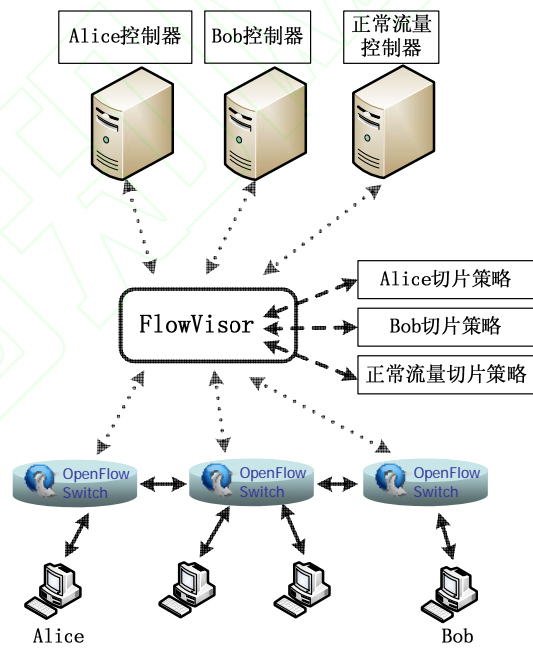 Alice控制器
Bob控制器
正常流量
控制器
FlowVisor
Alice切片策略
Bob切片策略
正常流量切片策略
OpenFlow
Switch
OpenFlow
Switch
OpenFlow
Switch
Alice
Bob